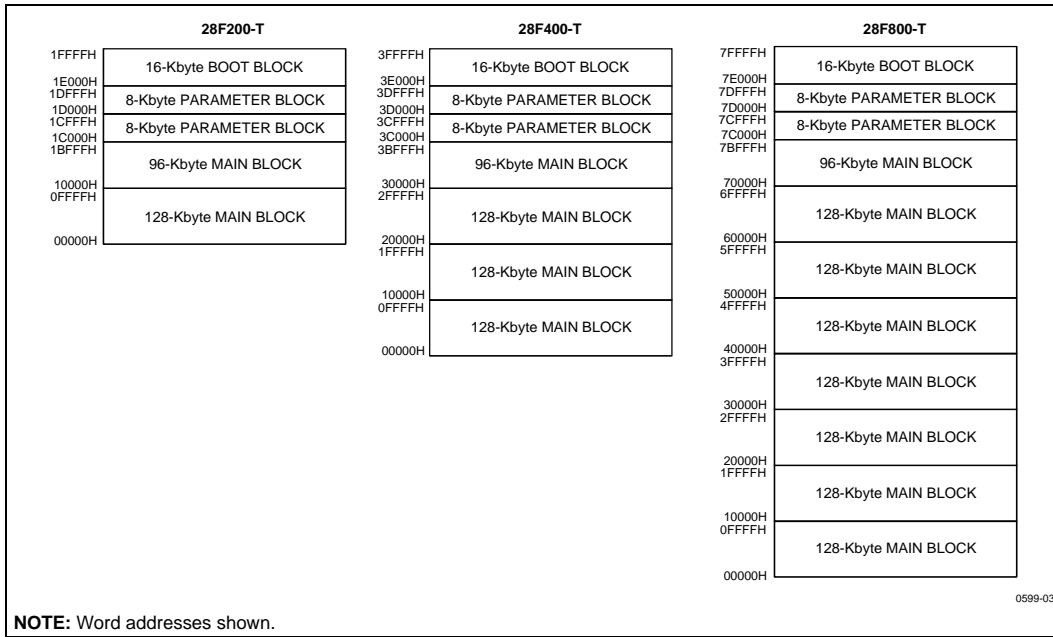 28F200-T
1FFFFH
16-Kbyte BOOT BLOCK
1E000H
1DFFFH
8-Kbyte PARAMETER BLOCK
1D000H
1CFFFH
8-Kbyte PARAMETER BLOCK
1C000H
1BFFFH
96-Kbyte MAIN BLOCK
10000H
0FFFFH
128-Kbyte MAIN BLOCK
00000H
28F400-T
3FFFFH
16-Kbyte BOOT BLOCK
3E000H
3DFFFH
8-Kbyte PARAMETER BLOCK
3D000H
3CFFFH
8-Kbyte PARAMETER BLOCK
3C000H
3BFFFH
96-Kbyte MAIN BLOCK
30000H
2FFFFH
128-Kbyte MAIN BLOCK
20000H
1FFFFH
128-Kbyte MAIN BLOCK
10000H
0FFFFH
128-Kbyte MAIN BLOCK
00000H
28F800-T
7FFFFH
16-Kbyte BOOT BLOCK
7E000H
7DFFFH
8-Kbyte PARAMETER BLOCK
7D000H
7CFFFH
8-Kbyte PARAMETER BLOCK
7C000H
7BFFFH
96-Kbyte MAIN BLOCK
70000H
6FFFFH
128-Kbyte MAIN BLOCK
60000H
5FFFFH
128-Kbyte MAIN BLOCK
50000H
4FFFFH
128-Kbyte MAIN BLOCK
40000H
3FFFFH
128-Kbyte MAIN BLOCK
30000H
2FFFFH
128-Kbyte MAIN BLOCK
20000H
1FFFFH
128-Kbyte MAIN BLOCK
10000H
0FFFFH
128-Kbyte MAIN BLOCK
00000H
0599-03
NOTE: Word addresses shown.